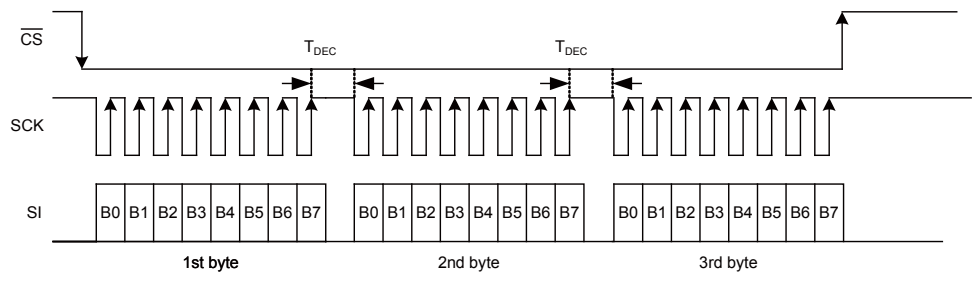 CS
T_DEC T_DEC
SCK
SI B0 B1 B2 B3 B4 B5 B6 B7 B0 B1 B2 B3 B4 B5 B6 B7 B0 B1 B2 B3 B4 B5 B6 B7
1st byte 2nd byte 3rd byte